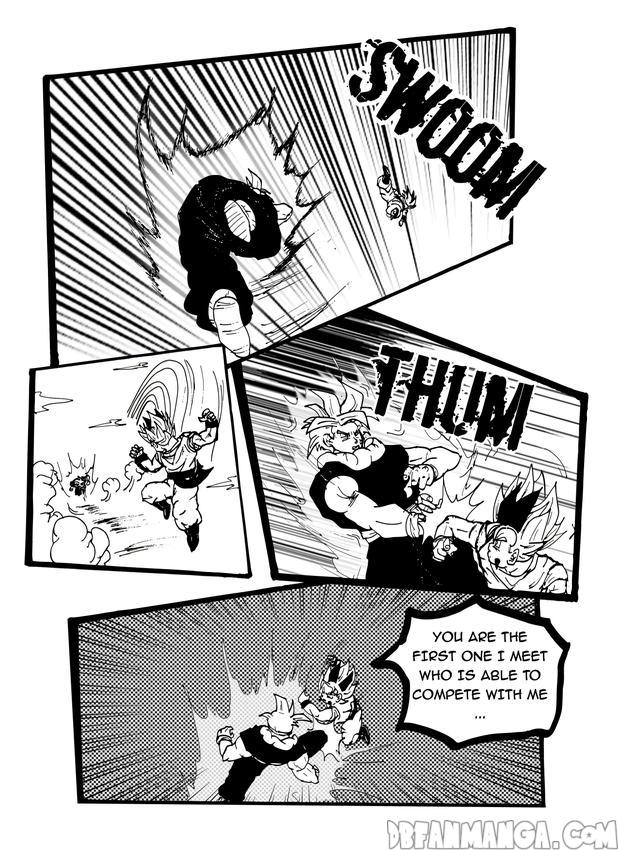 SWOOM
THUM
YOU ARE THE
FIRST ONE I MEET
WHO IS ABLE TO
COMPETE WITH ME
...
DBFANMANGA.COM